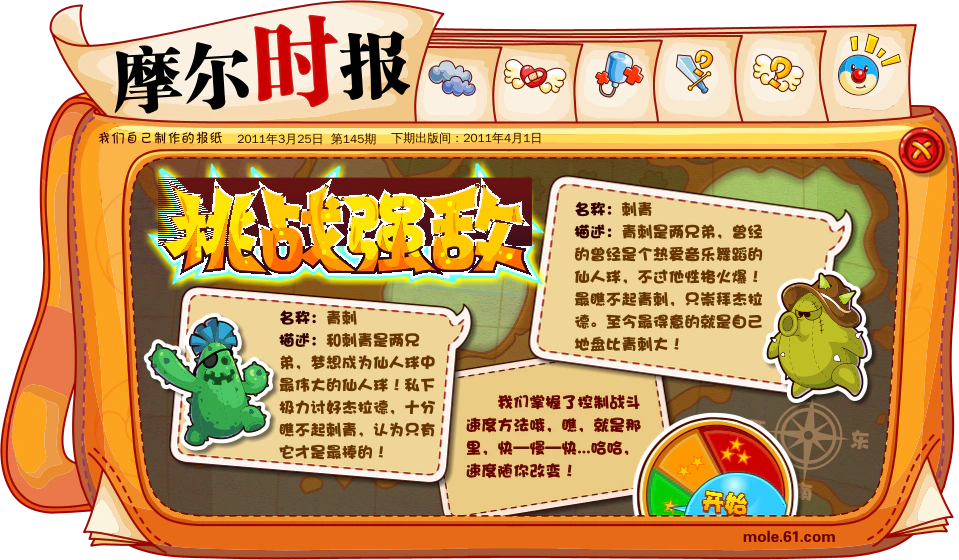 摩尔时报
我们自己制作的报纸 2011年3月25日 第145期 下期出版间：2011年4月1日
挑战强敌
名称：刺青
描述：青刺是两兄弟，曾经
的曾经是个热爱音乐舞蹈的
仙人球，不过他性格火爆！
最瞧不起青刺，只崇拜杰拉
德。至今最得意的就是自己
地盘比青刺大！
名称：青刺
描述：和刺青是两兄
弟，梦想成为仙人球中
最伟大的仙人球！私下
极力讨好杰拉德，十分
瞧不起刺青，认为只有
它才是最棒的！
我们掌握了控制战斗
速度方法哦，瞧，就是那
里，快一慢一快...哈哈，
速度随你改变！
东
南
开始
mole.61.com